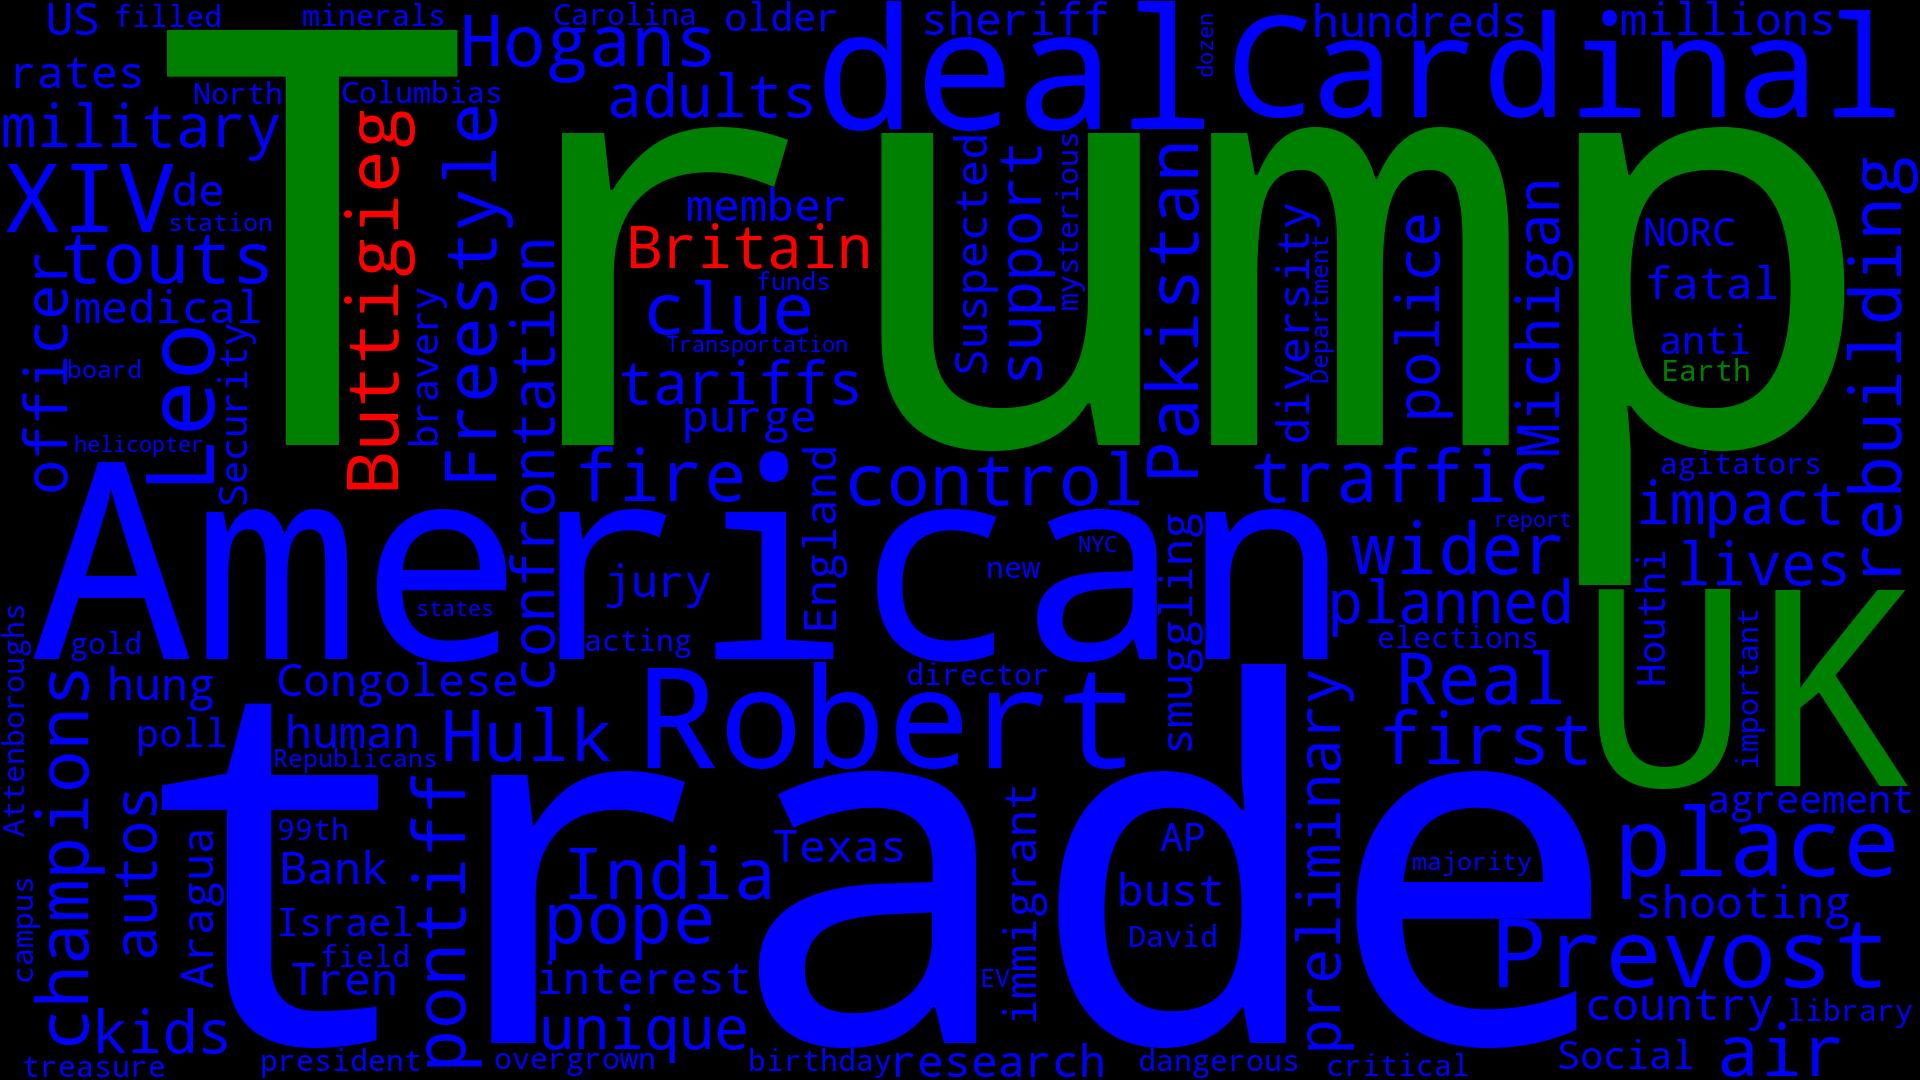 US filled minerals Hogans Carolina older sheriff deal dozen Cardinal hundreds millions
rates North Columbias adults
Trump
military Buttigieg Freestyle
XIV de station
member Britain funds clue Transportation tariffs purge
Suspected support mysterious Pakistan
diversity Department police Michigan
NORC fatal anti Earth rebuilding
touts medical officer Leo Security bravery confrontation
board helicopter
fire England control traffic agitators impact
American
states jury acting new NYC smuggling
report wider planned elections lives Houthi important
UK
gold Attenboroughs hung Congolese director Real
champions poll human Republicans Hulk Robert first
trade
autos Aragua 99th Bank pontiff India Texas immigrant AP bust David preliminary majority agreement place
campus Israel field Tren pope interest EV shooting Prevost
kids unique country library
treasure president overgrown birthday research dangerous critical Social air